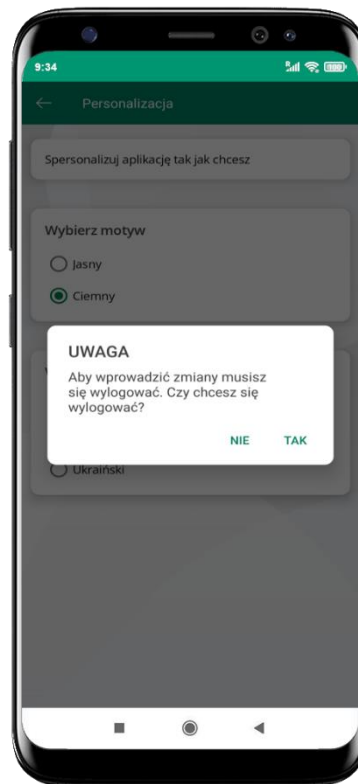 9:34
Personalizacja
Spersonalizuj aplikację tak jak chcesz
Wybierz motyw
Jasny
Ciemny
UWAGA
Aby wprowadzić zmiany musisz
się wylogować. Czy chcesz się
wylogować?
NIE TAK
Ukraiński